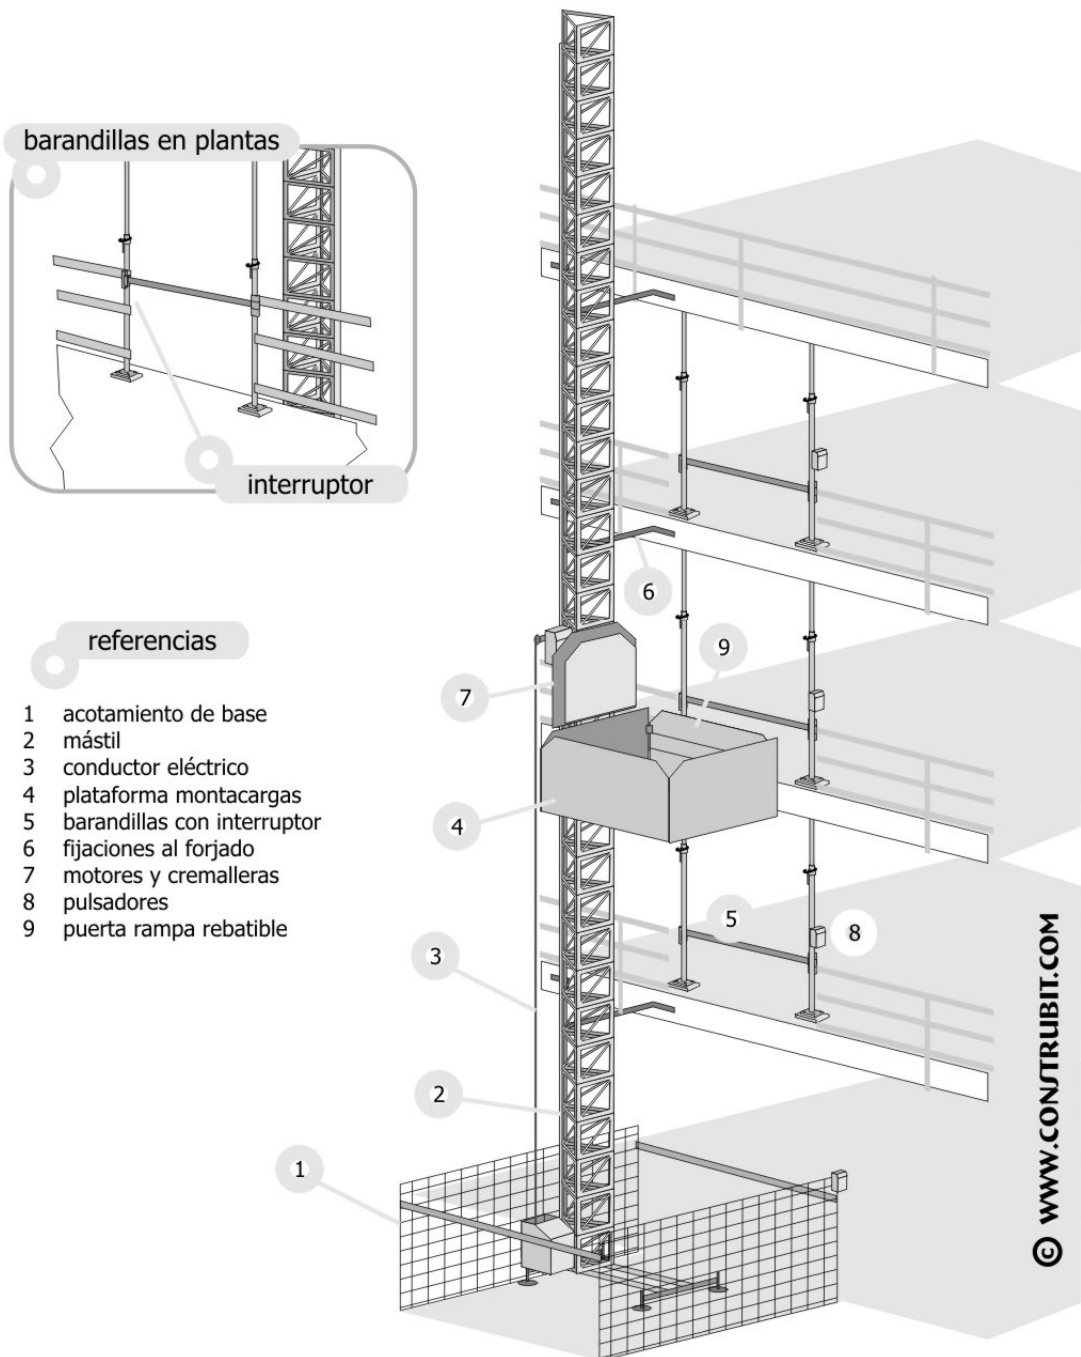 barandillas en plantas
interruptor
referencias
1 acotamiento de base
2 mástil
3 conductor eléctrico
4 plataforma montacargas
5 barandillas con interruptor
6 fijaciones al forjado
7 motores y cremalleras
8 pulsadores
9 puerta rampa rebatible
6
9
7
4
5
8
3
2
1
© WWW.CONSTRUBIT.COM